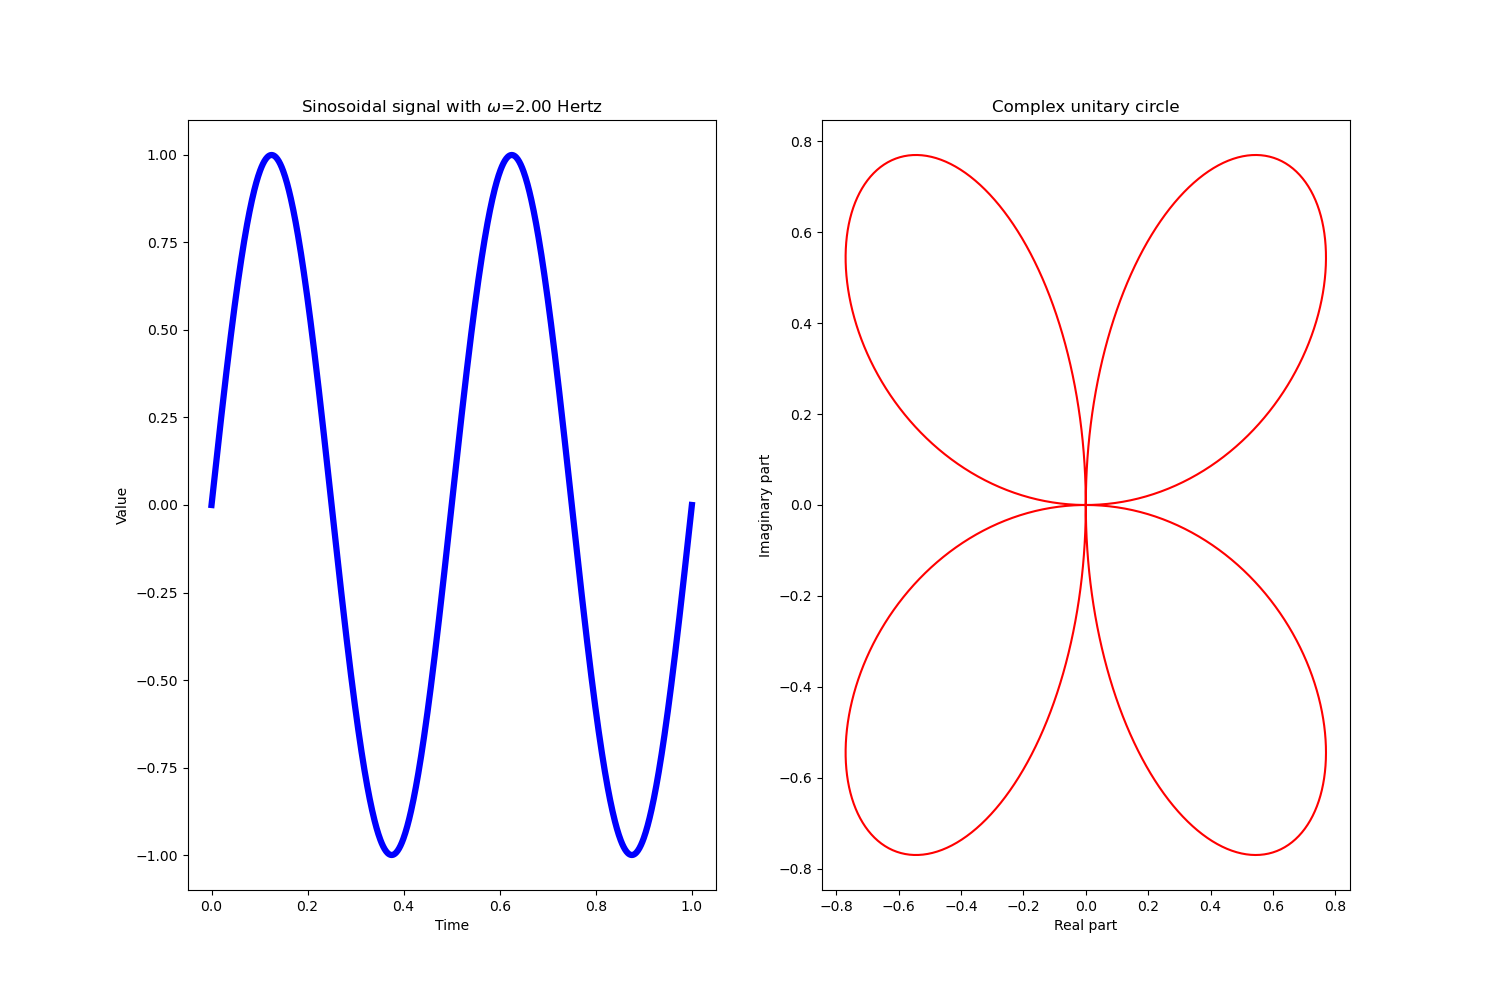 Sinosoidal signal with ω=2.00 Hertz
1.00
0.75
0.50
0.25
0.00
−0.25
−0.50
−0.75
−1.00
Value
0.0 0.2 0.4 0.6 0.8 1.0
Time
Complex unitary circle
0.8
0.6
0.4
0.2
0.0
−0.2
−0.4
−0.6
−0.8
Imaginary part
−0.8 −0.6 −0.4 −0.2 0.0 0.2 0.4 0.6 0.8
Real part